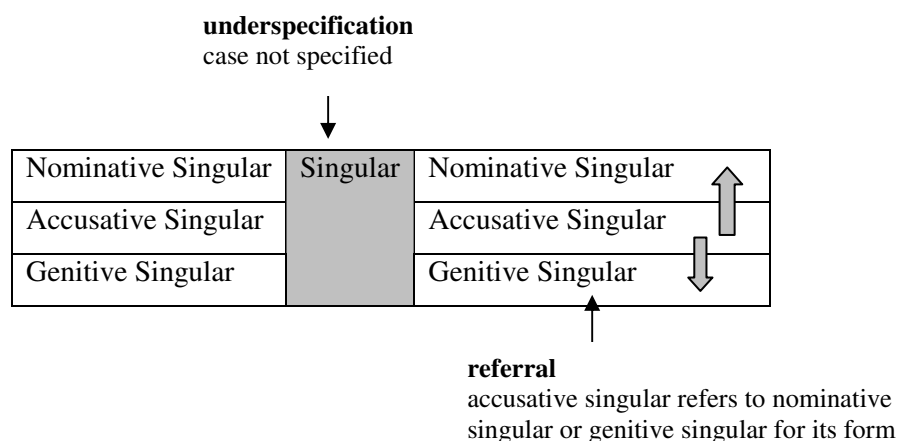 underspecification
case not specified
Nominative Singular Singular Nominative Singular
Accusative Singular Accusative Singular
Genitive Singular Genitive Singular
referral
accusative singular refers to nominative
singular or genitive singular for its form